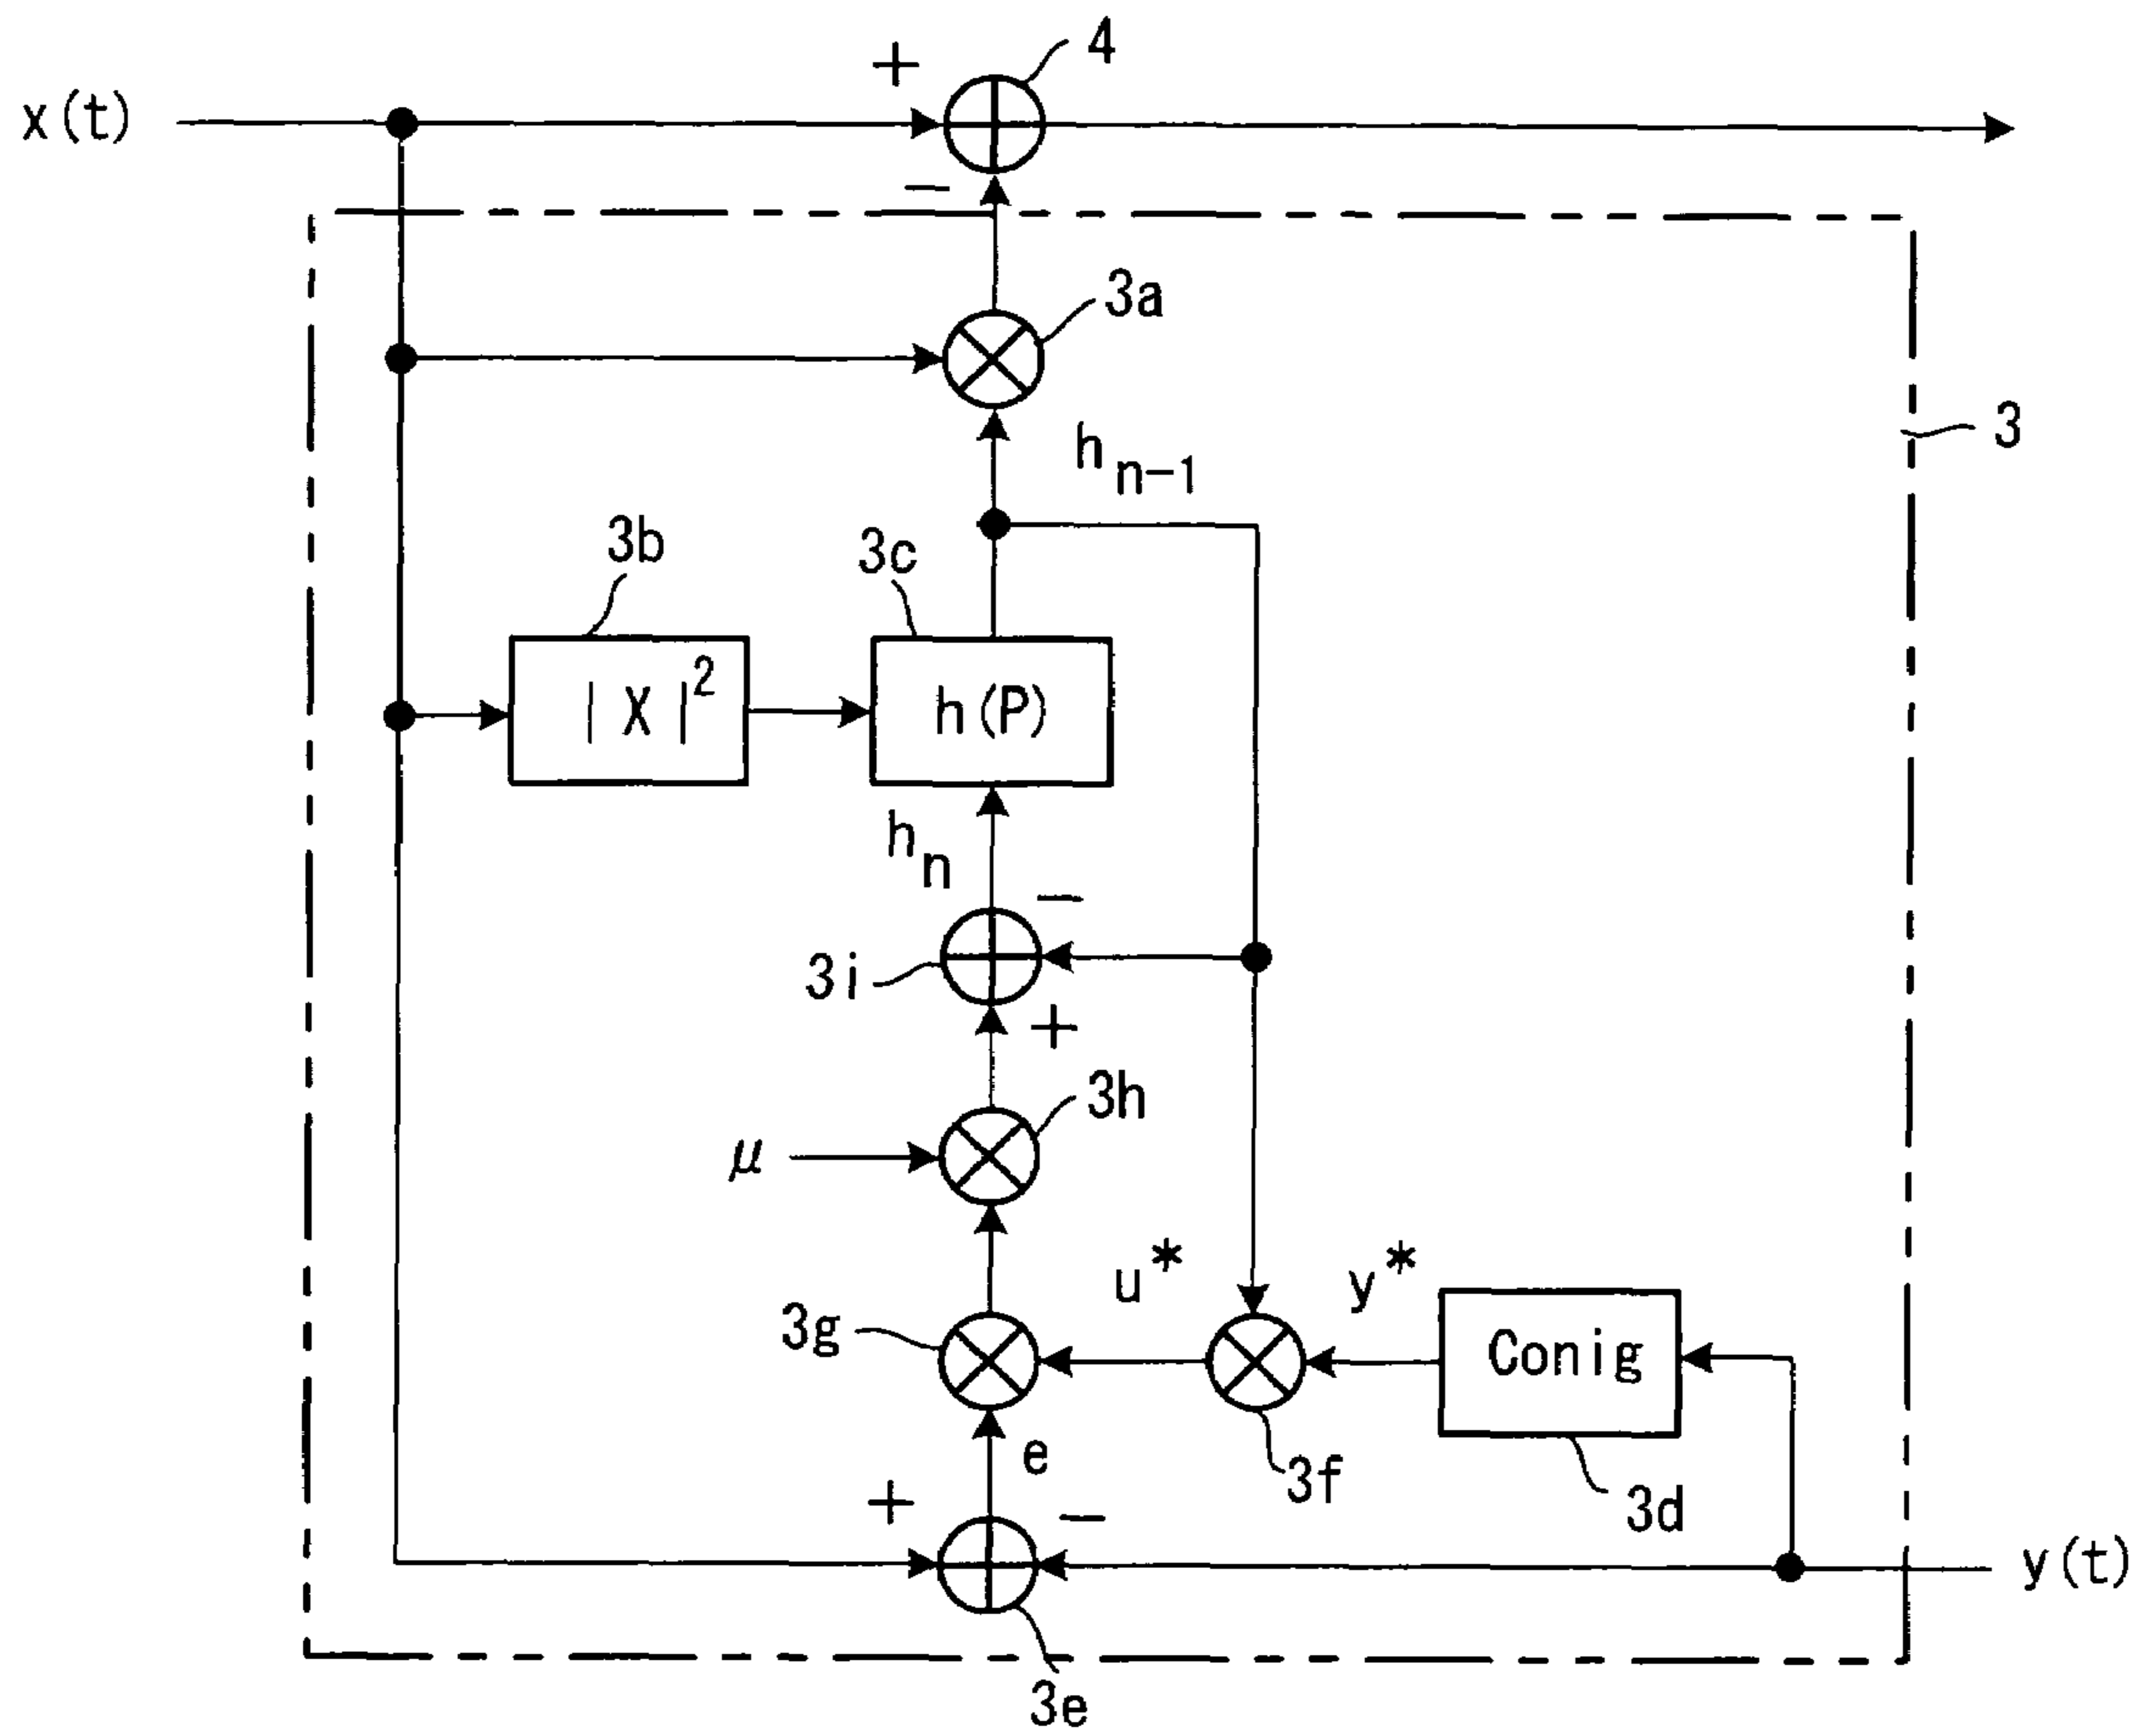 4
+
x(t)
−
3a
3
h n−1
3b
3c
|X|²
h(P)
h n
−
3i
+
3h
μ
u*
y*
3g
Conig
e
3f
+
−
3d
y(t)
3e